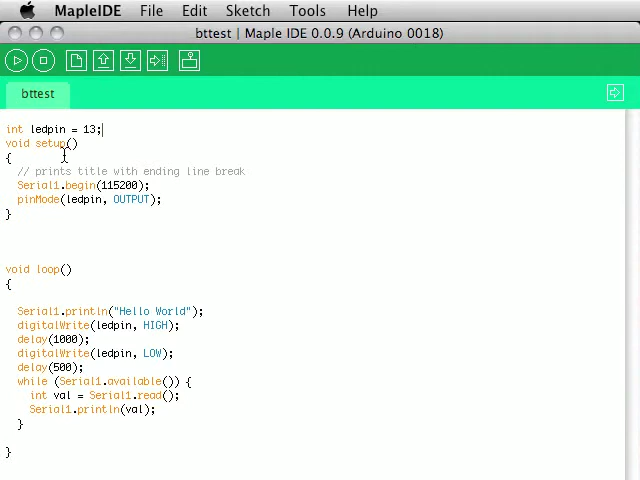 MapleIDE File Edit Sketch Tools Help
bttest | Maple IDE 0.0.9 (Arduino 0018)
bttest
int ledpin = 13;
void setup()
{
// prints title with ending line break
Serial1.begin(115200);
pinMode(ledpin, OUTPUT);
}
void loop()
{
Serial1.println("Hello World");
digitalWrite(ledpin, HIGH);
delay(1000);
digitalWrite(ledpin, LOW);
delay(500);
while (Serial1.available()) {
int val = Serial1.read();
Serial1.println(val);
}
}